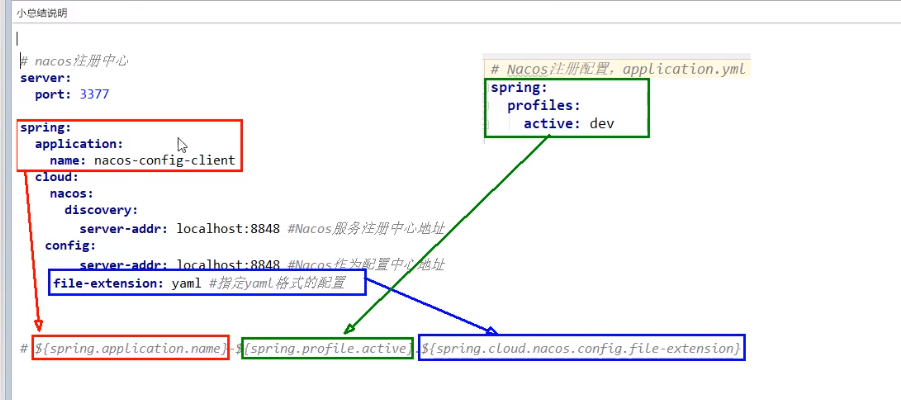 小总结说明
# nacos注册中心
server:
port: 3377
spring:
application:
name: nacos-config-client
cloud:
nacos:
discovery:
server-addr: localhost:8848 #Nacos服务注册中心地址
config:
server-addr: localhost:8848 #Nacos作为配置中心地址
file-extension: yaml #指定yaml格式的配置
# Nacos注册配置，application.yml
spring:
profiles:
active: dev
# ${spring.application.name}-${spring.profile.active}.${spring.cloud.nacos.config.file-extension}